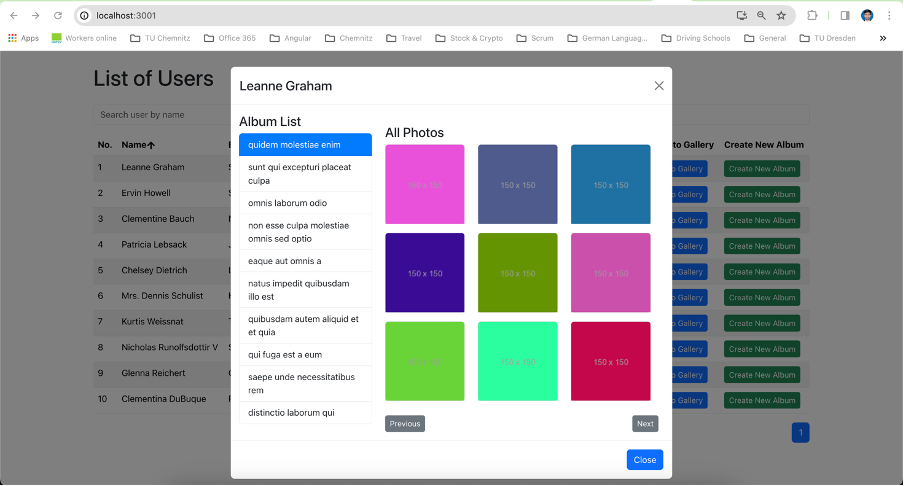 localhost:3001
Apps Workers online TU Chemnitz Office 365 Angular Chemnitz Travel Stock & Crypto Scrum German Languag... Driving Schools General TU Dresden »
List of Users
Search user by name
No. Name to Gallery Create New Album
1 Leanne Graham Gallery Create New Album
2 Ervin Howell Gallery Create New Album
3 Clementine Bauch Gallery Create New Album
4 Patricia Lebsack Gallery Create New Album
5 Chelsey Dietrich Gallery Create New Album
6 Mrs. Dennis Schulist Gallery Create New Album
7 Kurtis Weissnat Gallery Create New Album
8 Nicholas Runolfsdottir V Gallery Create New Album
9 Glenna Reichert Gallery Create New Album
10 Clementina DuBuque Gallery Create New Album
1
Leanne Graham
Album List
quidem molestiae enim
sunt qui excepturi placeat
culpa
omnis laborum odio
non esse culpa molestiae
omnis sed optio
eaque aut omnis a
natus impedit quibusdam
illo est
quibusdam autem aliquid et
et quia
qui fuga est a eum
saepe unde necessitatibus
rem
distinctio laborum qui
All Photos
150 x 150 150 x 150 150 x 150
150 x 150 150 x 150 150 x 150
150 x 150 150 x 150 150 x 150
Previous Next
Close